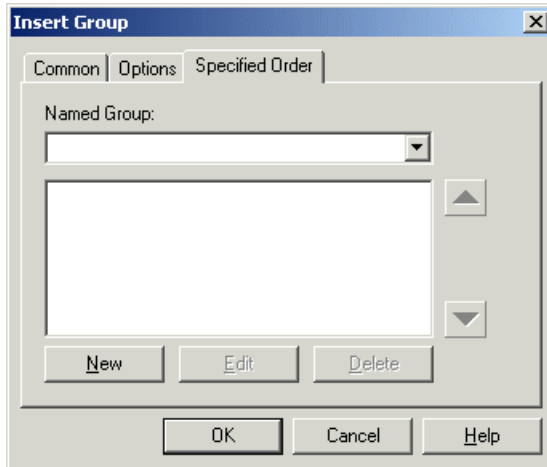 Insert Group
Common Options Specified Order
Named Group:
New Edit Delete
OK Cancel Help